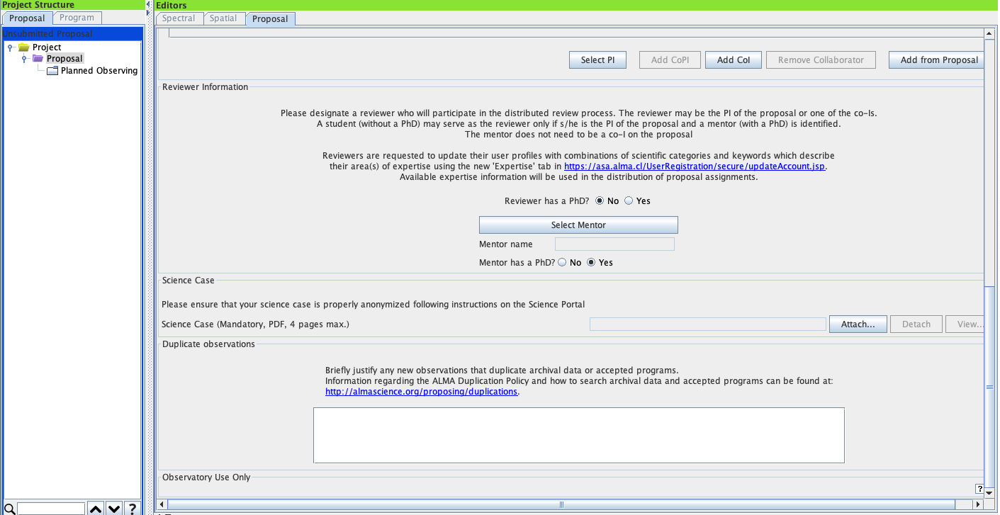 Project Structure
Proposal Program
Unsubmitted Proposal
Project
Proposal
Planned Observing
?
Editors
Spectral Spatial Proposal
Select PI Add CoPI Add CoI Remove Collaborator Add from Proposal
Reviewer Information
Please designate a reviewer who will participate in the distributed review process. The reviewer may be the PI of the proposal or one of the co-Is.
A student (without a PhD) may serve as the reviewer only if s/he is the PI of the proposal and a mentor (with a PhD) is identified.
The mentor does not need to be a co-I on the proposal
Reviewers are requested to update their user profiles with combinations of scientific categories and keywords which describe
their area(s) of expertise using the new 'Expertise' tab in https://asa.alma.cl/UserRegistration/secure/updateAccount.jsp.
Available expertise information will be used in the distribution of proposal assignments.
Reviewer has a PhD? No Yes
Select Mentor
Mentor name
Mentor has a PhD? No Yes
Science Case
Please ensure that your science case is properly anonymized following instructions on the Science Portal
Science Case (Mandatory, PDF, 4 pages max.) Attach... Detach View...
Duplicate observations
Briefly justify any new observations that duplicate archival data or accepted programs.
Information regarding the ALMA Duplication Policy and how to search archival data and accepted programs can be found at:
http://almascience.org/proposing/duplications.
Observatory Use Only
?